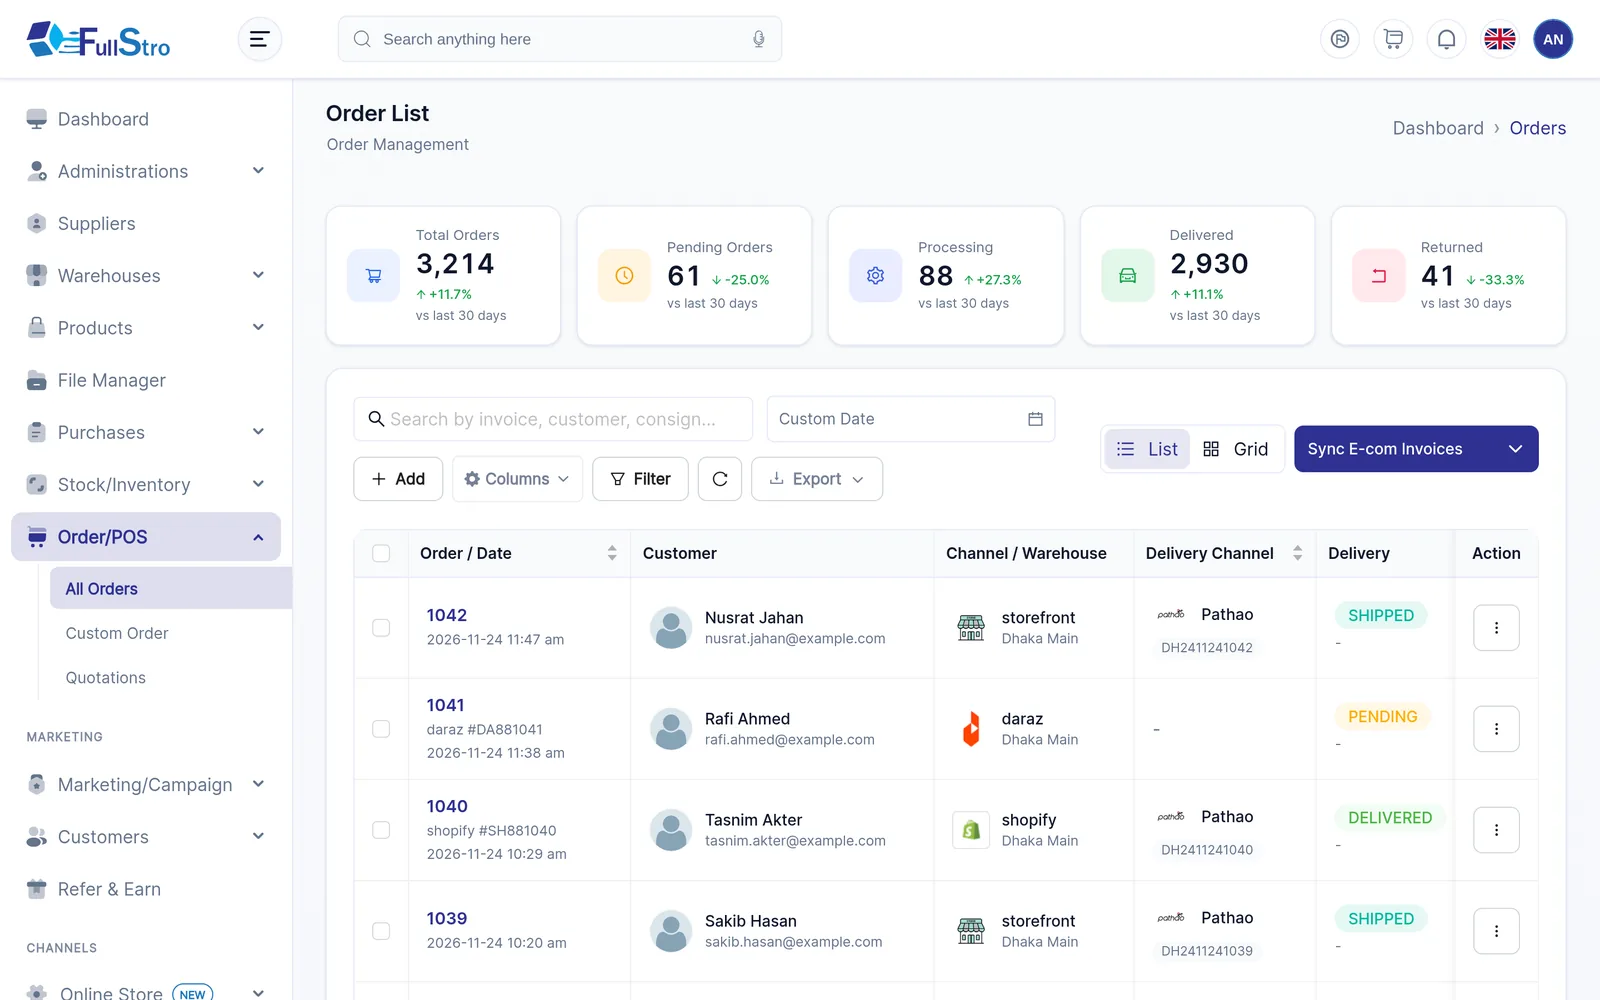 FullStro
Search anything here
AN
Dashboard
Administrations
Suppliers
Warehouses
Products
File Manager
Purchases
Stock/Inventory
Order/POS
All Orders
Custom Order
Quotations
MARKETING
Marketing/Campaign
Customers
Refer & Earn
CHANNELS
Online Store NEW
Order List
Order Management
Dashboard › Orders
Total Orders
3,214
↑ +11.7%
vs last 30 days
Pending Orders
61 ↓ -25.0%
vs last 30 days
Processing
88 ↑ +27.3%
vs last 30 days
Delivered
2,930
↑ +11.1%
vs last 30 days
Returned
41 ↓ -33.3%
vs last 30 days
Search by invoice, customer, consign...
Custom Date
+ Add
Columns
Filter
Export
List
Grid
Sync E-com Invoices
Order / Date Customer Channel / Warehouse Delivery Channel Delivery Action
1042
2026-11-24 11:47 am
Nusrat Jahan
nusrat.jahan@example.com
storefront
Dhaka Main
pathao Pathao
DH2411241042
SHIPPED
-
1041
daraz #DA881041
2026-11-24 11:38 am
Rafi Ahmed
rafi.ahmed@example.com
daraz
Dhaka Main
-
PENDING
-
1040
shopify #SH881040
2026-11-24 10:29 am
Tasnim Akter
tasnim.akter@example.com
shopify
Dhaka Main
pathao Pathao
DH2411241040
DELIVERED
-
1039
2026-11-24 10:20 am
Sakib Hasan
sakib.hasan@example.com
storefront
Dhaka Main
pathao Pathao
DH2411241039
SHIPPED
-